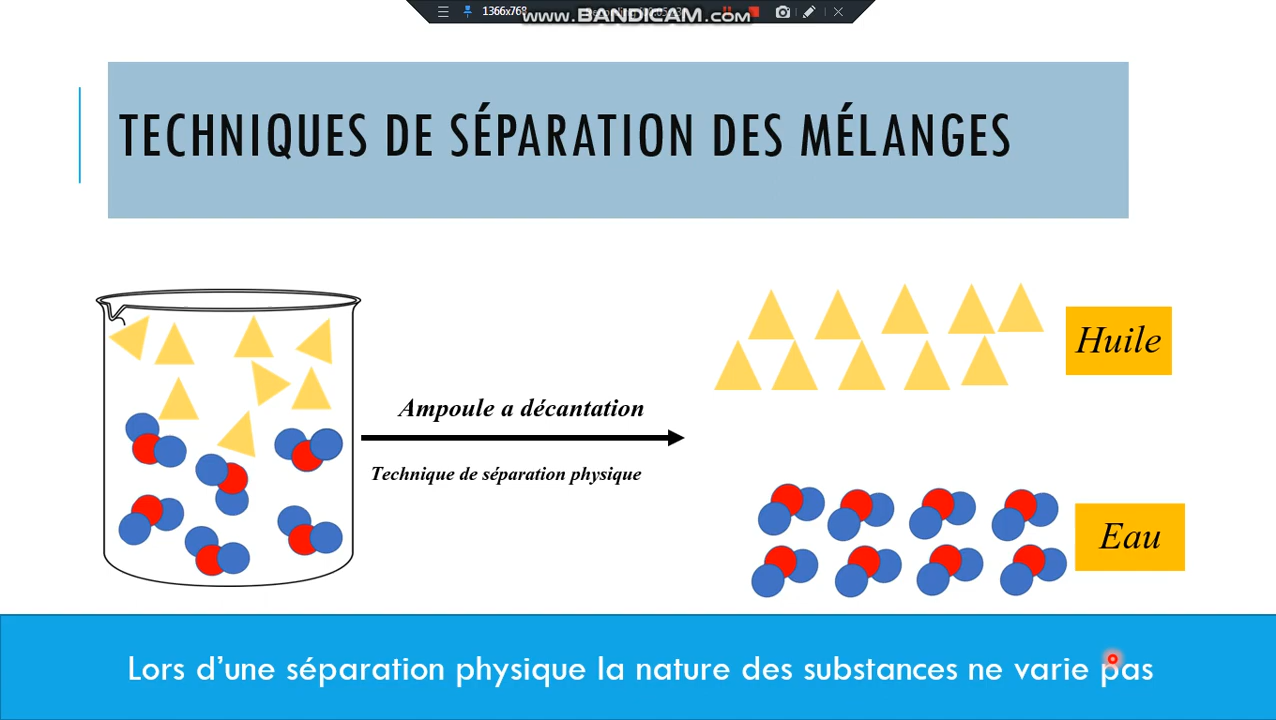 1366x768
www.BANDICAM.com
TECHNIQUES DE SÉPARATION DES MÉLANGES
Huile
Ampoule a décantation
Technique de séparation physique
Eau
Lors d'une séparation physique la nature des substances ne varie pas